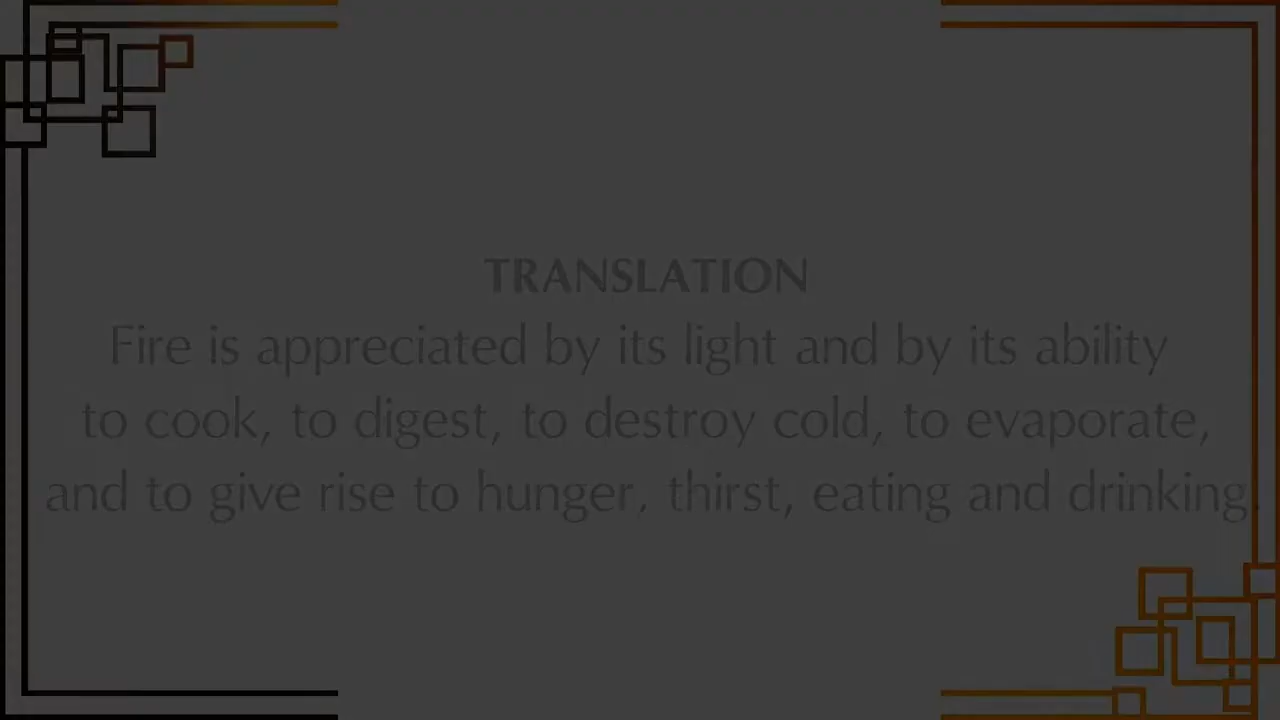 TRANSLATION
Fire is appreciated by its light and by its ability
to cook, to digest, to destroy cold, to evaporate,
and to give rise to hunger, thirst, eating and drinking.